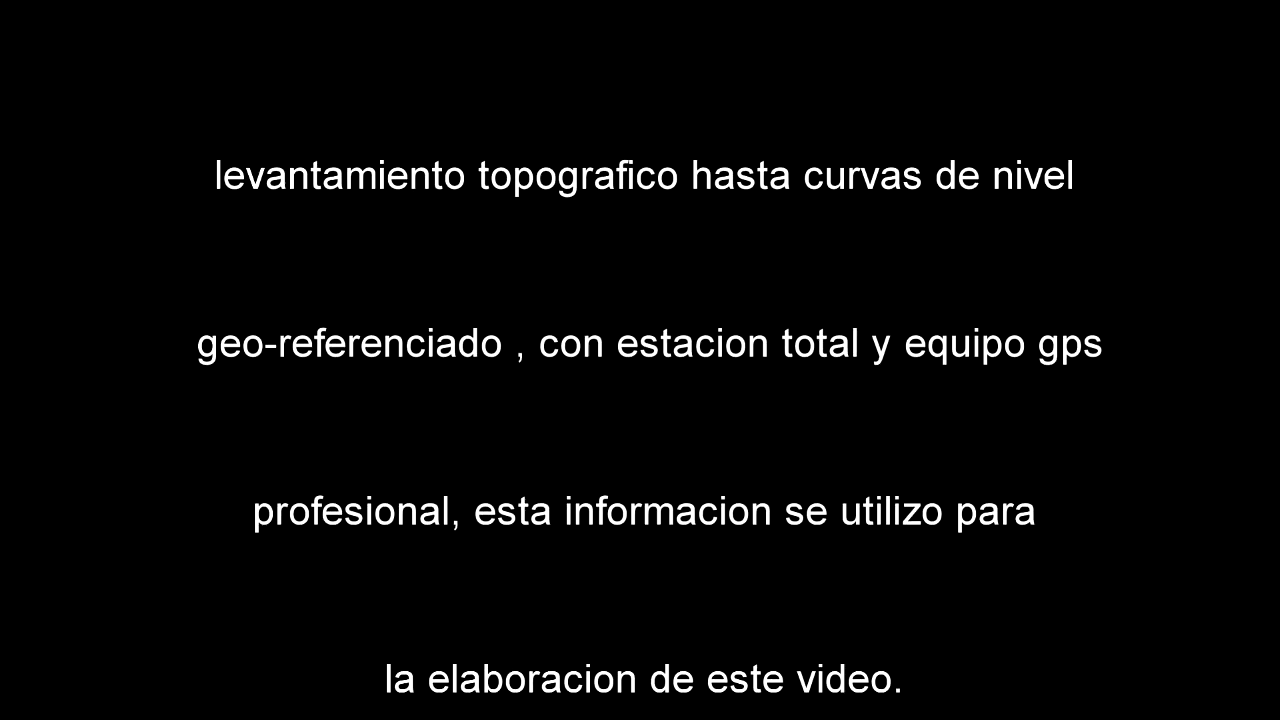 levantamiento topografico hasta curvas de nivel
geo-referenciado , con estacion total y equipo gps
profesional, esta informacion se utilizo para
la elaboracion de este video.